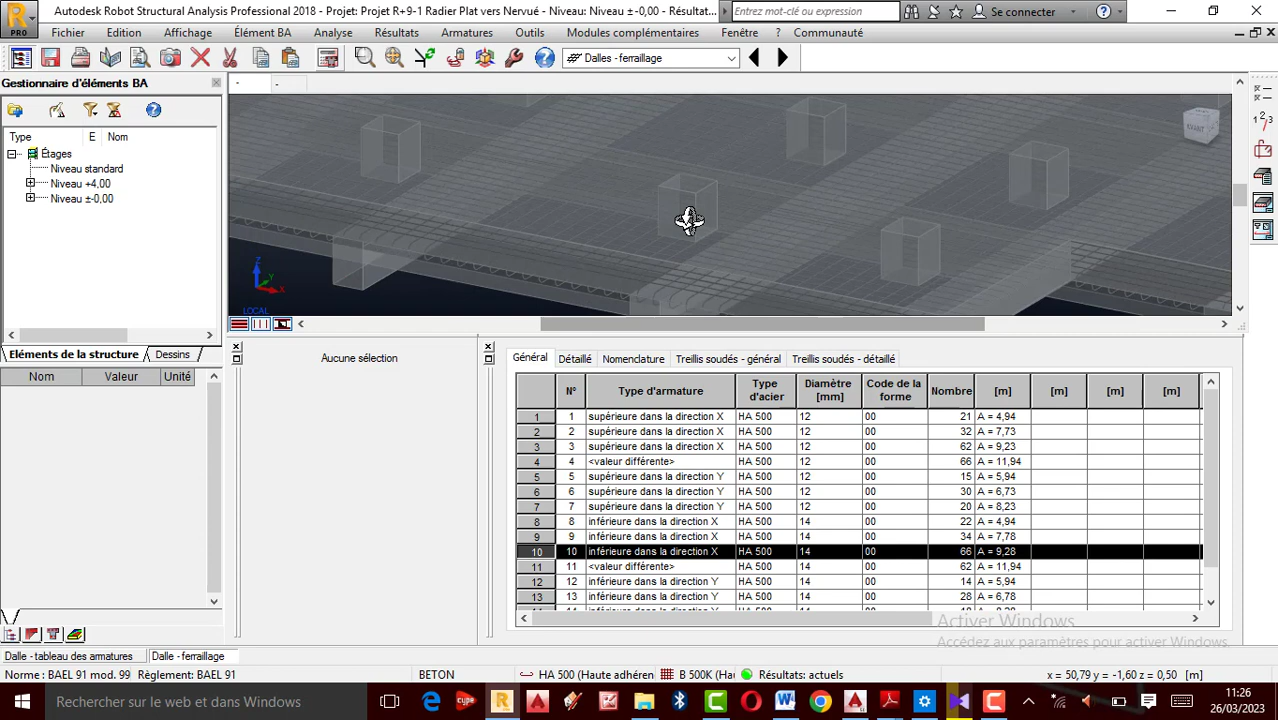 Autodesk Robot Structural Analysis Professional 2018 - Projet: Projet R+9-1 Radier Plat vers Nervué - Niveau: Niveau ±-0,00 - Résultat...
Entrez mot-clé ou expression
Se connecter
PRO
Fichier Edition Affichage Élément BA Analyse Résultats Armatures Outils Modules complémentaires Fenêtre ? Communauté
Dalles - ferraillage
Gestionnaire d'éléments BA
Type E Nom
Étages
Niveau standard
Niveau +4,00
Niveau ±-0,00
Eléments de la structure Dessins
Nom Valeur Unité
AVANT
Z
Y
X
LOCAL
Aucune sélection
Général Détaillé Nomenclature Treillis soudés - général Treillis soudés - détaillé
N° Type d'armature Type d'acier Diamètre [mm] Code de la forme Nombre [m] [m] [m] [m]
1 1 supérieure dans la direction X HA 500 12 00 21 A = 4,94
2 2 supérieure dans la direction X HA 500 12 00 32 A = 7,73
3 3 supérieure dans la direction X HA 500 12 00 62 A = 9,23
4 4 <valeur différente> HA 500 12 00 66 A = 11,94
5 5 supérieure dans la direction Y HA 500 12 00 15 A = 5,94
6 6 supérieure dans la direction Y HA 500 12 00 30 A = 6,73
7 7 supérieure dans la direction Y HA 500 12 00 20 A = 8,23
8 8 inférieure dans la direction X HA 500 14 00 22 A = 4,94
9 9 inférieure dans la direction X HA 500 14 00 34 A = 7,78
10 10 inférieure dans la direction X HA 500 14 00 66 A = 9,28
11 11 <valeur différente> HA 500 14 00 62 A = 11,94
12 12 inférieure dans la direction Y HA 500 14 00 14 A = 5,94
13 13 inférieure dans la direction Y HA 500 14 00 28 A = 6,78
Activer Windows
Accédez aux paramètres pour activer Windows.
Dalle - tableau des armatures Dalle - ferraillage
Norme : BAEL 91 mod. 99 Règlement: BAEL 91 BETON HA 500 (Haute adhéren B 500K (Ha Résultats: actuels x = 50,79 y = -1,60 z = 0,50 [m]
Rechercher sur le web et dans Windows
11:26
26/03/2023